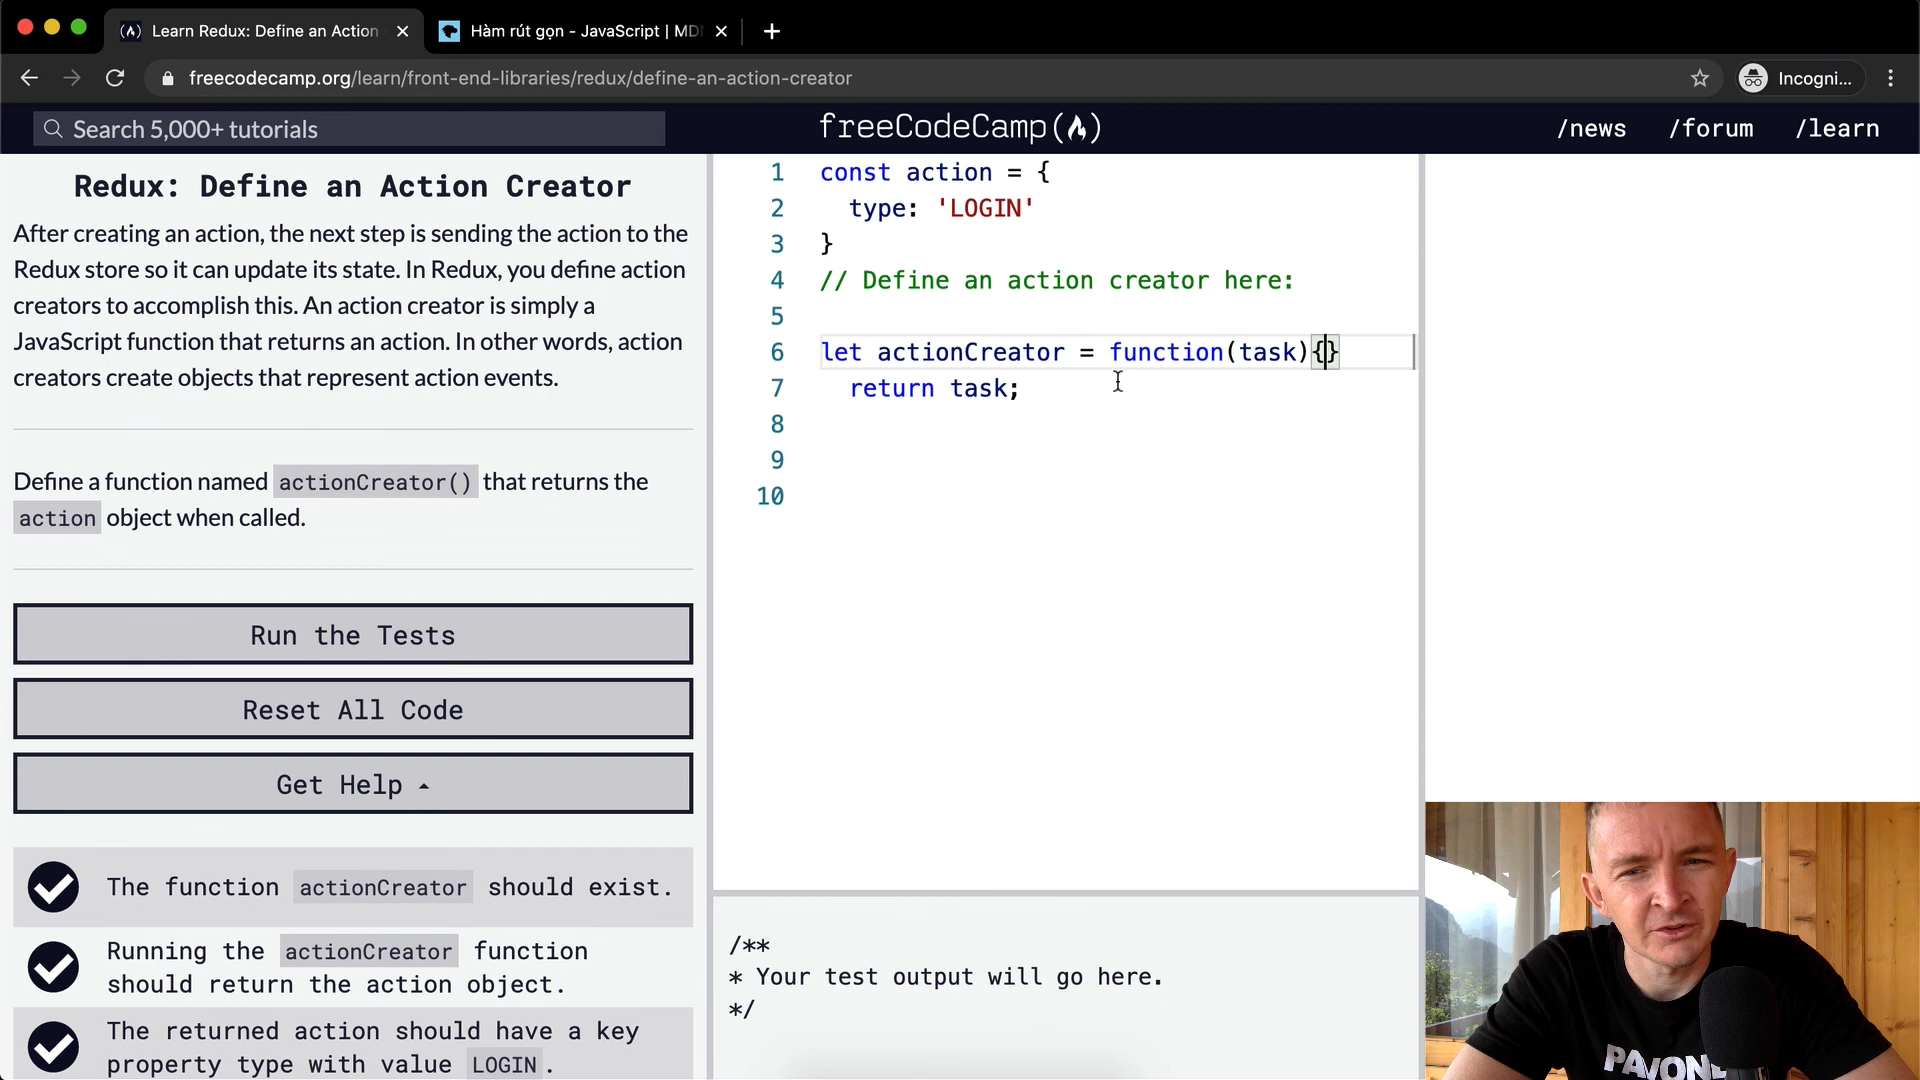 Learn Redux: Define an Action
Hàm rút gọn - JavaScript | MD
freecodecamp.org/learn/front-end-libraries/redux/define-an-action-creator
Incogni...
Search 5,000+ tutorials
freeCodeCamp
/news /forum /learn
Redux: Define an Action Creator
After creating an action, the next step is sending the action to the
Redux store so it can update its state. In Redux, you define action
creators to accomplish this. An action creator is simply a
JavaScript function that returns an action. In other words, action
creators create objects that represent action events.
Define a function named actionCreator() that returns the
action object when called.
Run the Tests
Reset All Code
Get Help
The function actionCreator should exist.
Running the actionCreator function
should return the action object.
The returned action should have a key
property type with value LOGIN.
1 const action = {
2 type: 'LOGIN'
3 }
4 // Define an action creator here:
5
6 let actionCreator = function(task){}
7 return task;
8
9
10
/**
* Your test output will go here.
*/
PAVONE